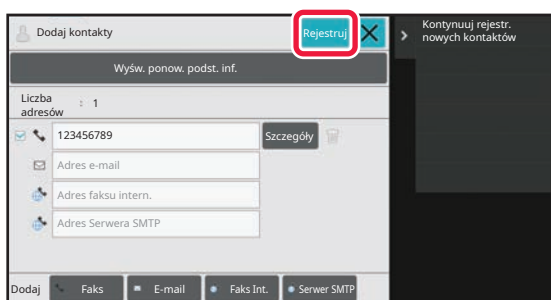 Dodaj kontakty
Rejestruj
Kontynuuj rejestr.
nowych kontaktów
Wyśw. ponow. podst. inf.
Liczba
adresów : 1
123456789
Szczegóły
Adres e-mail
Adres faksu intern.
Adres Serwera SMTP
Dodaj
Faks
E-mail
Faks Int.
Serwer SMTP